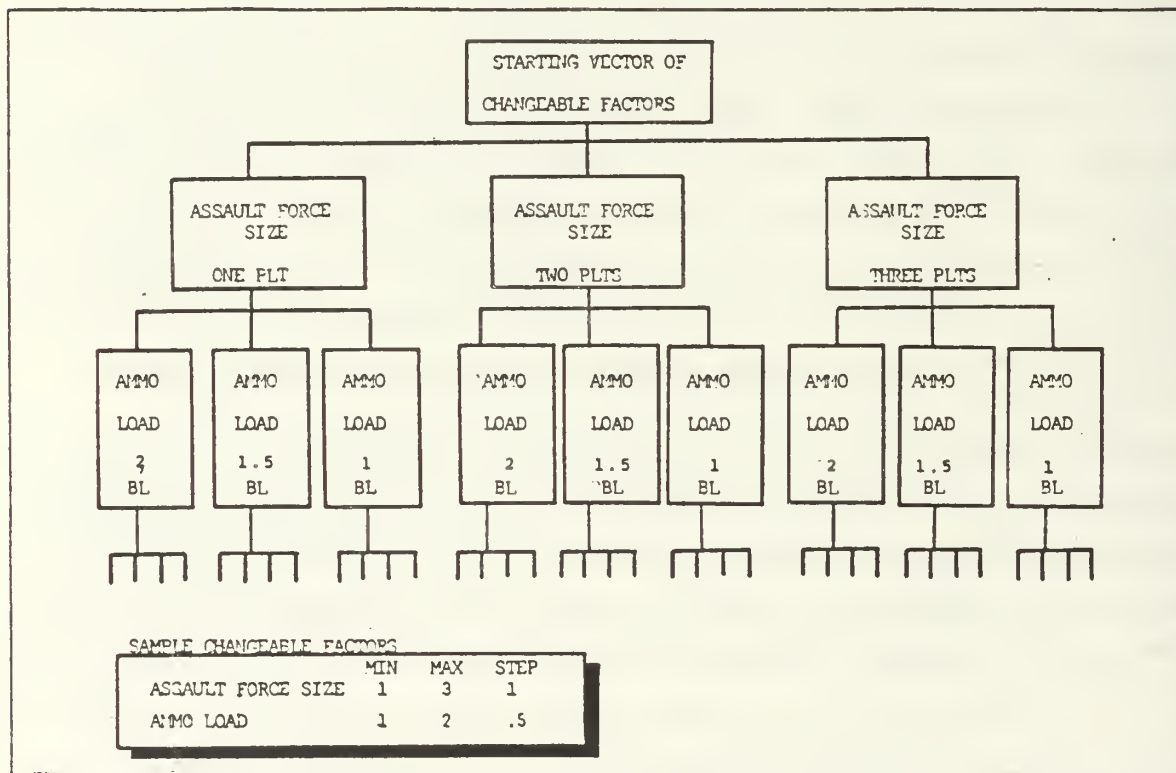 STARTING VECTOR OF
CHANGEABLE FACTORS
ASSAULT FORCE
SIZE
ONE PLT
ASSAULT FORCE
SIZE
TWO PLTS
ASSAULT FORCE
SIZE
THREE PLTS
AMMO
LOAD
2
BL
AMMO
LOAD
1.5
BL
AMMO
LOAD
1
BL
AMMO
LOAD
2
BL
AMMO
LOAD
1.5
BL
AMMO
LOAD
1
BL
AMMO
LOAD
2
BL
AMMO
LOAD
1.5
BL
AMMO
LOAD
1
BL
SAMPLE CHANGEABLE FACTORS
MIN MAX STEP
ASSAULT FORCE SIZE 1 3 1
AMMO LOAD 1 2 .5